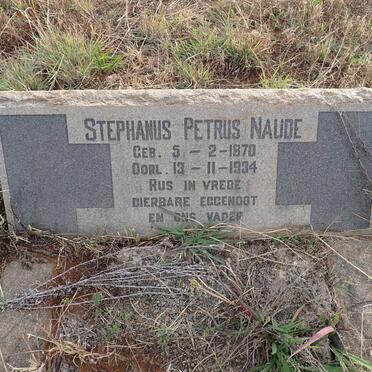 STEPHANUS PETRUS NAUDE
GEB. 5 - 2 - 1870
OORL. 13 - 11 - 1934
RUS IN VREDE
DIERBARE EGGENOOT
EN ONS VADER